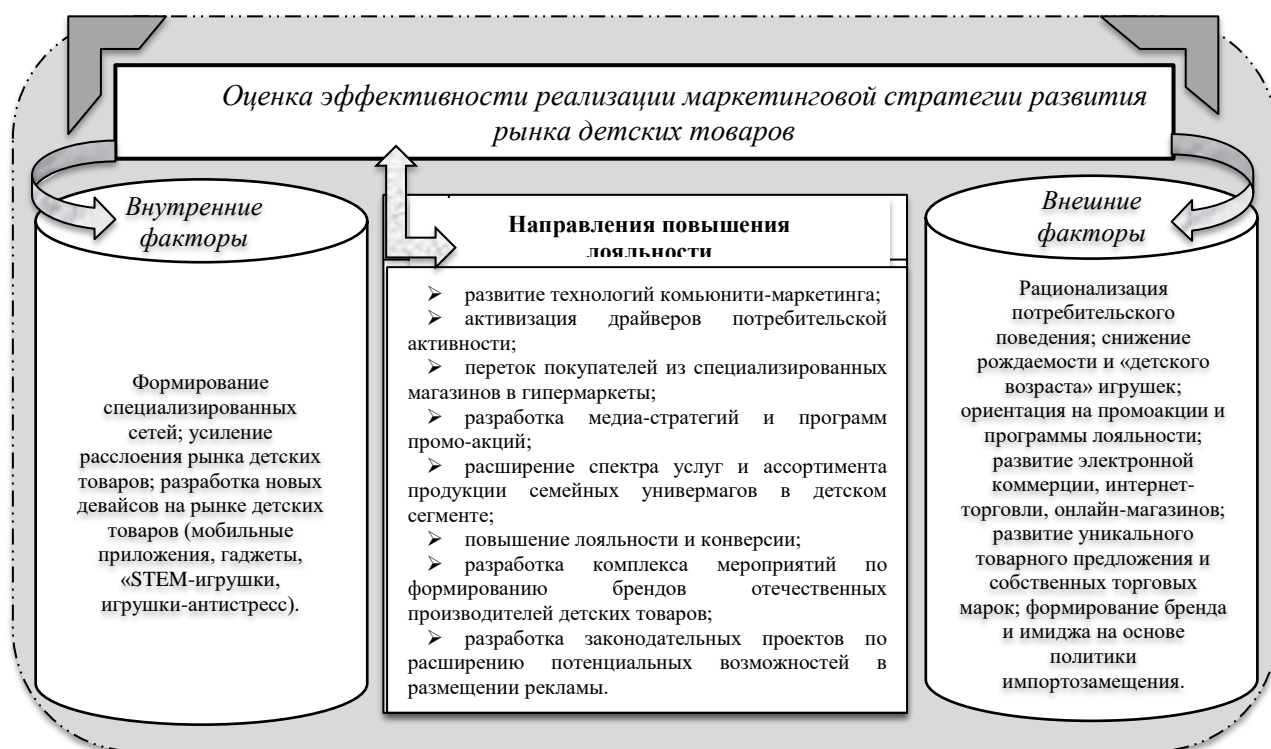 Оценка эффективности реализации маркетинговой стратегии развития
рынка детских товаров
Внутренние
факторы
Формирование
специализированных
сетей; усиление
расслоения рынка детских
товаров; разработка новых
девайсов на рынке детских
товаров (мобильные
приложения, гаджеты,
«STEM-игрушки,
игрушки-антистресс).
Направления повышения
лояльности
➤ развитие технологий комьюнити-маркетинга;
➤ активизация драйверов потребительской
активности;
➤ переток покупателей из специализированных
магазинов в гипермаркеты;
➤ разработка медиа-стратегий и программ
промо-акций;
➤ расширение спектра услуг и ассортимента
продукции семейных универмагов в детском
сегменте;
➤ повышение лояльности и конверсии;
➤ разработка комплекса мероприятий по
формированию брендов отечественных
производителей детских товаров;
➤ разработка законодательных проектов по
расширению потенциальных возможностей в
размещении рекламы.
Внешние
факторы
Рационализация
потребительского
поведения; снижение
рождаемости и «детского
возраста» игрушек;
ориентация на промоакции и
программы лояльности;
развитие электронной
коммерции, интернет-
торговли, онлайн-магазинов;
развитие уникального
товарного предложения и
собственных торговых
марок; формирование бренда
и имиджа на основе
политики
импортозамещения.